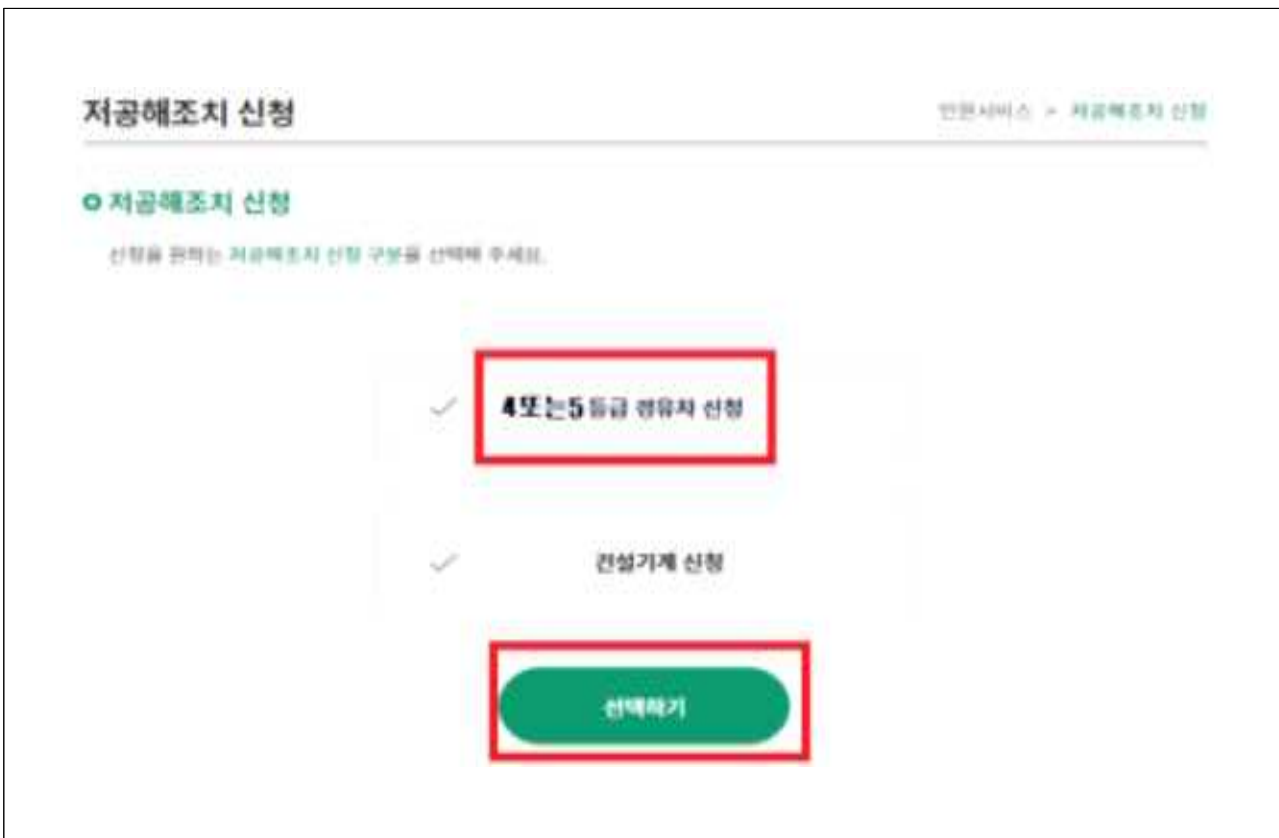 저공해조치 신청
민원서비스 > 저공해조치 신청
저공해조치 신청
신청을 원하는 저공해조치 신청 구분을 선택해 주세요.
4또는5등급 경유차 신청
건설기계 신청
선택하기